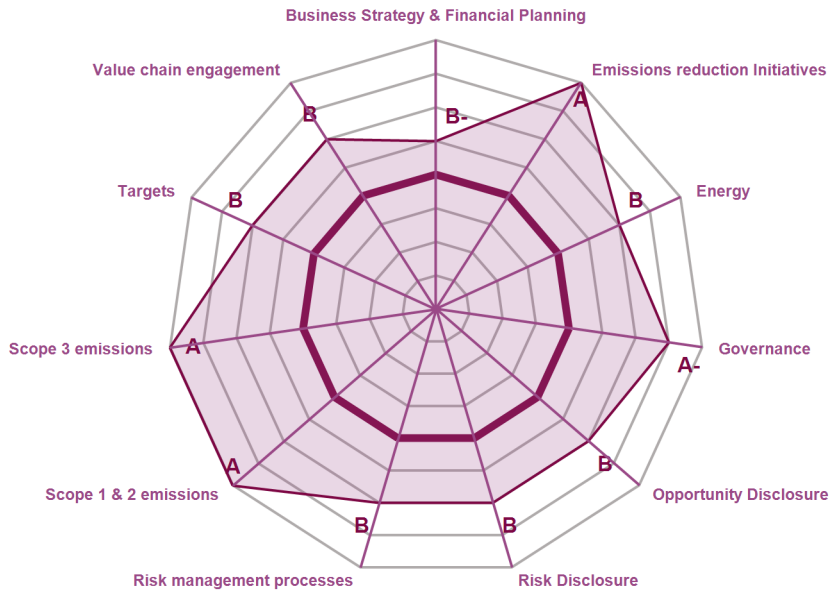 Business Strategy & Financial Planning
Value chain engagement
Emissions reduction Initiatives
A
B
B-
Targets
B
B
Energy
Scope 3 emissions
A
Governance
A-
A
B
Scope 1 & 2 emissions
Opportunity Disclosure
B
B
Risk management processes
Risk Disclosure